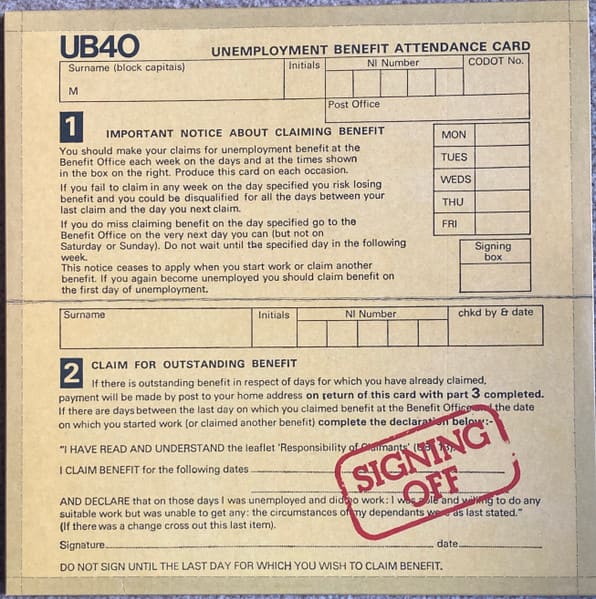 UB40 UNEMPLOYMENT BENEFIT ATTENDANCE CARD
Surname (block capitals) Initials NI Number CODOT No.
M
Post Office
1 IMPORTANT NOTICE ABOUT CLAIMING BENEFIT
You should make your claims for unemployment benefit at the
Benefit Office each week on the days and at the times shown
in the box on the right. Produce this card on each occasion.
If you fail to claim in any week on the day specified you risk losing
benefit and you could be disqualified for all the days between your
last claim and the day you next claim.
If you do miss claiming benefit on the day specified go to the
Benefit Office on the very next day you can (but not on
Saturday or Sunday). Do not wait until the specified day in the following
week.
This notice ceases to apply when you start work or claim another
benefit. If you again become unemployed you should claim benefit on
the first day of unemployment.
MON
TUES
WEDS
THU
FRI
Signing
box
Surname Initials NI Number chkd by & date
2 CLAIM FOR OUTSTANDING BENEFIT
If there is outstanding benefit in respect of days for which you have already claimed,
payment will be made by post to your home address on return of this card with part 3 completed.
If there are days between the last day on which you claimed benefit at the Benefit Office and the date
on which you started work (or claimed another benefit) complete the declaration below:-
"I HAVE READ AND UNDERSTAND the leaflet 'Responsibility of Claimants'
I CLAIM BENEFIT for the following dates
AND DECLARE that on those days I was unemployed and did no work: I was able and willing to do any
suitable work but was unable to get any: the circumstances of my dependants were as last stated."
(If there was a change cross out this last item).
Signature date
DO NOT SIGN UNTIL THE LAST DAY FOR WHICH YOU WISH TO CLAIM BENEFIT.
SIGNING
OFF